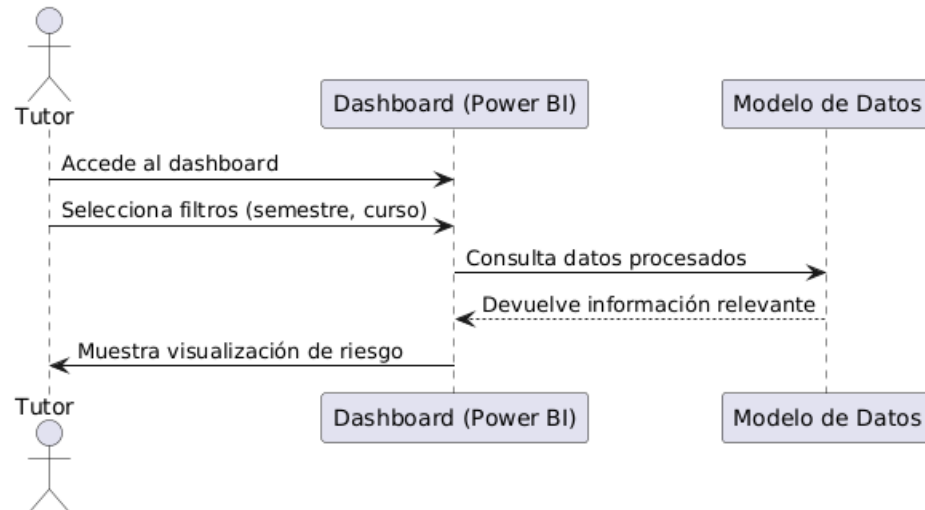 Tutor
Dashboard (Power BI)
Modelo de Datos
Accede al dashboard
Selecciona filtros (semestre, curso)
Consulta datos procesados
Devuelve información relevante
Muestra visualización de riesgo
Tutor
Dashboard (Power BI)
Modelo de Datos